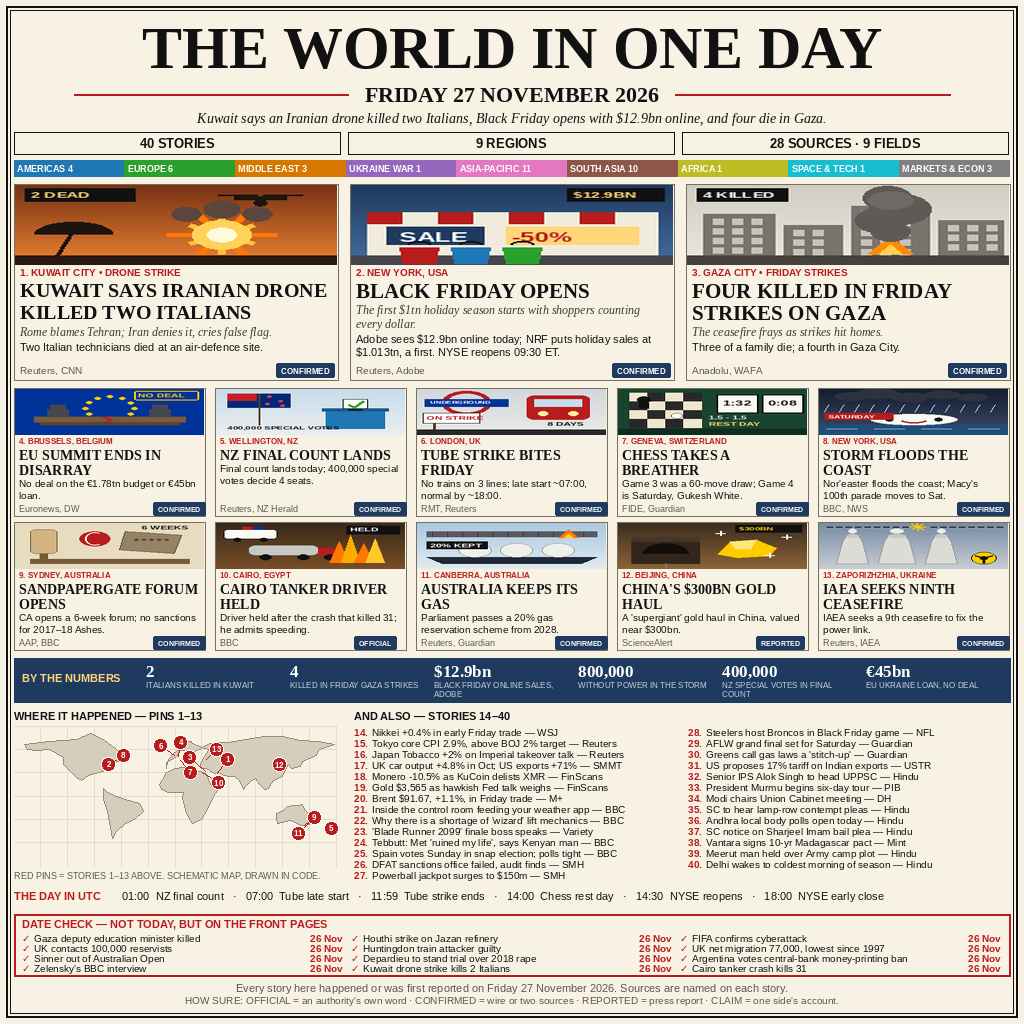 THE WORLD IN ONE DAY
FRIDAY 27 NOVEMBER 2026
Kuwait says an Iranian drone killed two Italians, Black Friday opens with $12.9bn online, and four die in Gaza.
40 STORIES
9 REGIONS
28 SOURCES · 9 FIELDS
AMERICAS 4
EUROPE 6
MIDDLE EAST 3
UKRAINE WAR 1
ASIA-PACIFIC 11
SOUTH ASIA 10
AFRICA 1
SPACE & TECH 1
MARKETS & ECON 3
2 DEAD
1. KUWAIT CITY • DRONE STRIKE
KUWAIT SAYS IRANIAN DRONE
KILLED TWO ITALIANS
Rome blames Tehran; Iran denies it, cries false flag.
Two Italian technicians died at an air-defence site.
Reuters, CNN
CONFIRMED
$12.9BN
SALE
-50%
2. NEW YORK, USA
BLACK FRIDAY OPENS
The first $1tn holiday season starts with shoppers counting
every dollar.
Adobe sees $12.9bn online today; NRF puts holiday sales at
$1.013tn, a first. NYSE reopens 09:30 ET.
Reuters, Adobe
CONFIRMED
4 KILLED
3. GAZA CITY • FRIDAY STRIKES
FOUR KILLED IN FRIDAY
STRIKES ON GAZA
The ceasefire frays as strikes hit homes.
Three of a family die; a fourth in Gaza City.
Anadolu, WAFA
CONFIRMED
NO DEAL
4. BRUSSELS, BELGIUM
EU SUMMIT ENDS IN
DISARRAY
No deal on the €1.78tn budget or €45bn
loan.
Euronews, DW
CONFIRMED
400,000 SPECIAL VOTES
5. WELLINGTON, NZ
NZ FINAL COUNT LANDS
Final count lands today; 400,000 special
votes decide 4 seats.
Reuters, NZ Herald
CONFIRMED
UNDERGROUND
ON STRIKE
8 DAYS
6. LONDON, UK
TUBE STRIKE BITES
FRIDAY
No trains on 3 lines; late start ~07:00,
normal by ~18:00.
RMT, Reuters
CONFIRMED
1:32
0:08
1.5 - 1.5
REST DAY
7. GENEVA, SWITZERLAND
CHESS TAKES A
BREATHER
Game 3 was a 60-move draw; Game 4
is Saturday, Gukesh White.
FIDE, Guardian
CONFIRMED
SATURDAY
8. NEW YORK, USA
STORM FLOODS THE
COAST
Nor'easter floods the coast; Macy's
100th parade moves to Sat.
BBC, NWS
CONFIRMED
6 WEEKS
9. SYDNEY, AUSTRALIA
SANDPAPERGATE FORUM
OPENS
CA opens a 6-week forum; no sanctions
for 2017–18 Ashes.
AAP, BBC
CONFIRMED
HELD
10. CAIRO, EGYPT
CAIRO TANKER DRIVER
HELD
Driver held after the crash that killed 31;
he admits speeding.
BBC
OFFICIAL
20% KEPT
11. CANBERRA, AUSTRALIA
AUSTRALIA KEEPS ITS
GAS
Parliament passes a 20% gas
reservation scheme from 2028.
Reuters, Guardian
CONFIRMED
$300BN
12. BEIJING, CHINA
CHINA'S $300BN GOLD
HAUL
A 'supergiant' gold haul in China, valued
near $300bn.
ScienceAlert
REPORTED
13. ZAPORIZHZHIA, UKRAINE
IAEA SEEKS NINTH
CEASEFIRE
IAEA seeks a 9th ceasefire to fix the
power link.
Reuters, IAEA
CONFIRMED
BY THE NUMBERS
2
ITALIANS KILLED IN KUWAIT
4
KILLED IN FRIDAY GAZA STRIKES
$12.9bn
BLACK FRIDAY ONLINE SALES,
ADOBE
800,000
WITHOUT POWER IN THE STORM
400,000
NZ SPECIAL VOTES IN FINAL
COUNT
€45bn
EU UKRAINE LOAN, NO DEAL
WHERE IT HAPPENED — PINS 1–13
6
4
8
2
3
13
1
7
10
12
9
11
5
RED PINS = STORIES 1–13 ABOVE. SCHEMATIC MAP, DRAWN IN CODE.
AND ALSO — STORIES 14–40
14. Nikkei +0.4% in early Friday trade — WSJ
15. Tokyo core CPI 2.9%, above BOJ 2% target — Reuters
16. Japan Tobacco +2% on Imperial takeover talk — Reuters
17. UK car output +4.8% in Oct; US exports +71% — SMMT
18. Monero -10.5% as KuCoin delists XMR — FinScans
19. Gold $3,565 as hawkish Fed talk weighs — FinScans
20. Brent $91.67, +1.1%, in Friday trade — M+
21. Inside the control room feeding your weather app — BBC
22. Why there is a shortage of 'wizard' lift mechanics — BBC
23. 'Blade Runner 2099' finale boss speaks — Variety
24. Tebbutt: Met 'ruined my life', says Kenyan man — BBC
25. Spain votes Sunday in snap election; polls tight — BBC
26. DFAT sanctions office failed, audit finds — SMH
27. Powerball jackpot surges to $150m — SMH
28. Steelers host Broncos in Black Friday game — NFL
29. AFLW grand final set for Saturday — Guardian
30. Greens call gas laws a 'stitch-up' — Guardian
31. US proposes 17% tariff on Indian exports — USTR
32. Senior IPS Alok Singh to head UPPSC — Hindu
33. President Murmu begins six-day tour — PIB
34. Modi chairs Union Cabinet meeting — DH
35. SC to hear lamp-row contempt pleas — Hindu
36. Andhra local body polls open today — Hindu
37. SC notice on Sharjeel Imam bail plea — Hindu
38. Vantara signs 10-yr Madagascar pact — Mint
39. Meerut man held over Army camp plot — Hindu
40. Delhi wakes to coldest morning of season — Hindu
THE DAY IN UTC
01:00 NZ final count · 07:00 Tube late start · 11:59 Tube strike ends · 14:00 Chess rest day · 14:30 NYSE reopens · 18:00 NYSE early close
DATE CHECK — NOT TODAY, BUT ON THE FRONT PAGES
✓ Gaza deputy education minister killed 26 Nov
✓ UK contacts 100,000 reservists 26 Nov
✓ Sinner out of Australian Open 26 Nov
✓ Zelensky's BBC interview 26 Nov
✓ Houthi strike on Jazan refinery 26 Nov
✓ Huntingdon train attacker guilty 26 Nov
✓ Depardieu to stand trial over 2018 rape 26 Nov
✓ Kuwait drone strike kills 2 Italians 26 Nov
✓ FIFA confirms cyberattack 26 Nov
✓ UK net migration 77,000, lowest since 1997 26 Nov
✓ Argentina votes central-bank money-printing ban 26 Nov
✓ Cairo tanker crash kills 31 26 Nov
Every story here happened or was first reported on Friday 27 November 2026. Sources are named on each story.
HOW SURE: OFFICIAL = an authority's own word · CONFIRMED = wire or two sources · REPORTED = press report · CLAIM = one side's account.